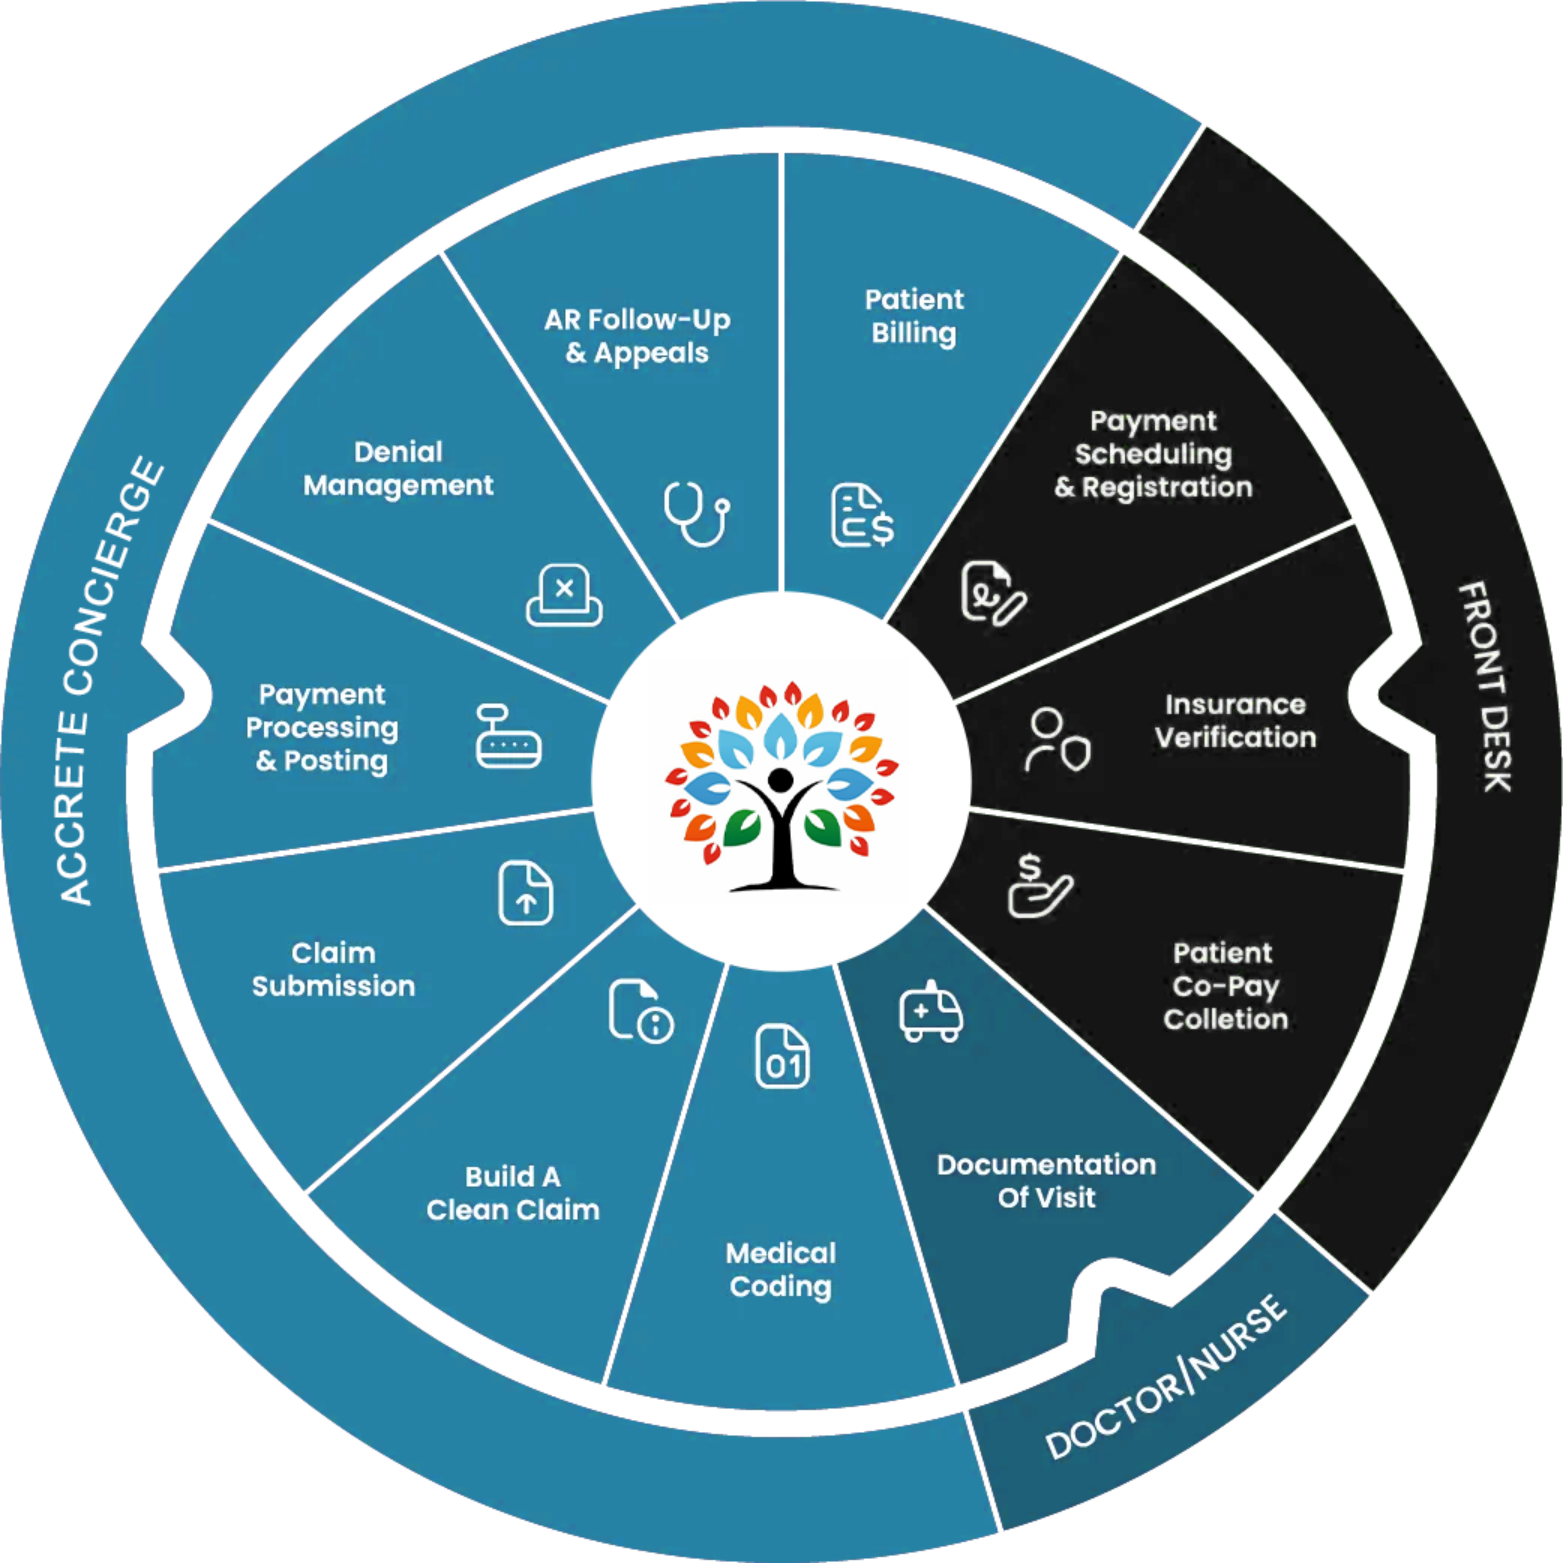 Patient
Billing
Payment
Scheduling
& Registration
Insurance
Verification
Patient
Co-Pay
Colletion
Documentation
Of Visit
Medical
Coding
Build A
Clean Claim
Claim
Submission
Payment
Processing
& Posting
Denial
Management
AR Follow-Up
& Appeals
01
ACCRETE CONCIERGE
FRONT DESK
DOCTOR/NURSE